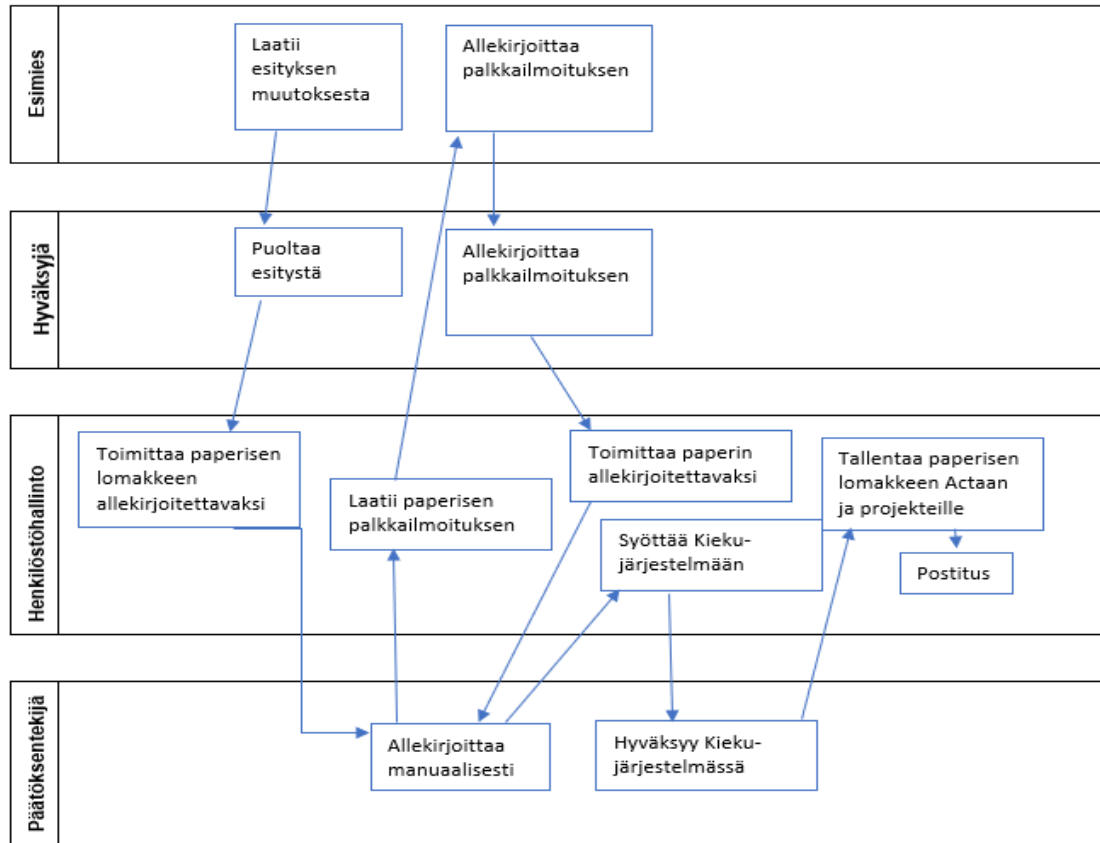 Esimies
Laatii
esityksen
muutoksesta
Allekirjoittaa
palkkailmoituksen
Hyväksyjä
Puoltaa
esitystä
Allekirjoittaa
palkkailmoituksen
Henkilöstöhallinto
Toimittaa paperisen
lomakkeen
allekirjoitettavaksi
Laatii paperisen
palkkailmoituksen
Toimittaa paperin
allekirjoitettavaksi
Syöttää Kieku-
järjestelmään
Tallentaa paperisen
lomakkeen Actaan
ja projekteille
Postitus
Päätöksentekijä
Allekirjoittaa
manuaalisesti
Hyväksyy Kieku-
järjestelmässä